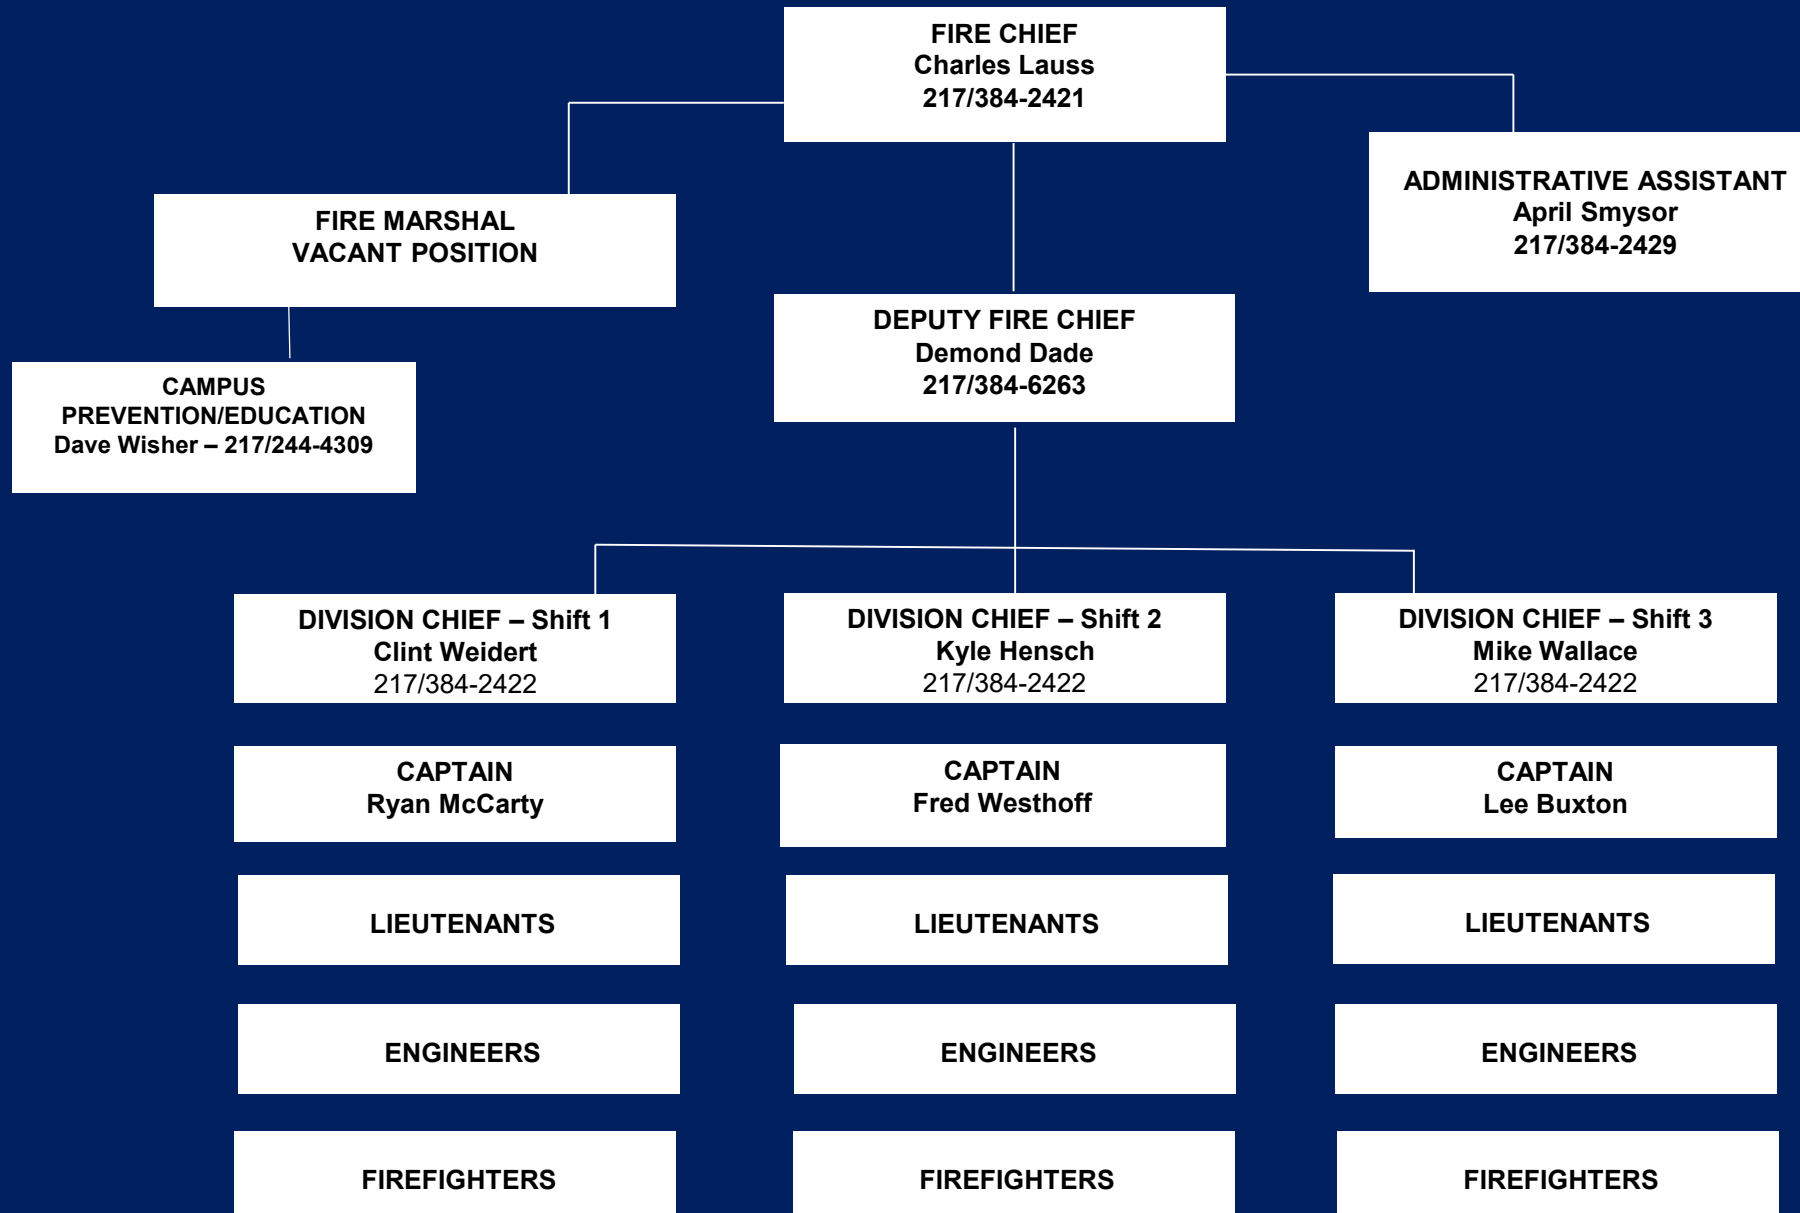 FIRE CHIEF
Charles Lauss
217/384-2421
ADMINISTRATIVE ASSISTANT
April Smysor
217/384-2429
FIRE MARSHAL
VACANT POSITION
DEPUTY FIRE CHIEF
Demond Dade
217/384-6263
CAMPUS
PREVENTION/EDUCATION
Dave Wisher – 217/244-4309
DIVISION CHIEF – Shift 1
Clint Weidert
217/384-2422
DIVISION CHIEF – Shift 2
Kyle Hensch
217/384-2422
DIVISION CHIEF – Shift 3
Mike Wallace
217/384-2422
CAPTAIN
Ryan McCarty
CAPTAIN
Fred Westhoff
CAPTAIN
Lee Buxton
LIEUTENANTS
LIEUTENANTS
LIEUTENANTS
ENGINEERS
ENGINEERS
ENGINEERS
FIREFIGHTERS
FIREFIGHTERS
FIREFIGHTERS